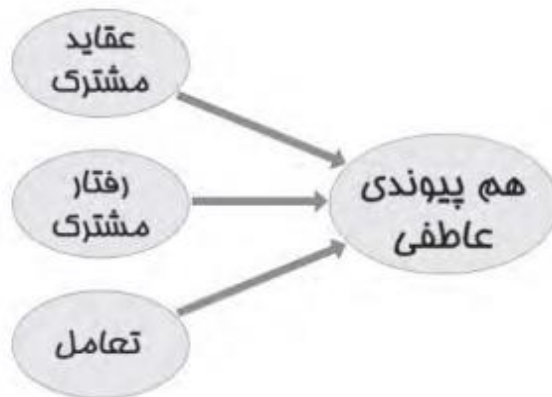 عقاید
مشترک
رفتار
مشترک
تعامل
هم پیوندی
عاطفی